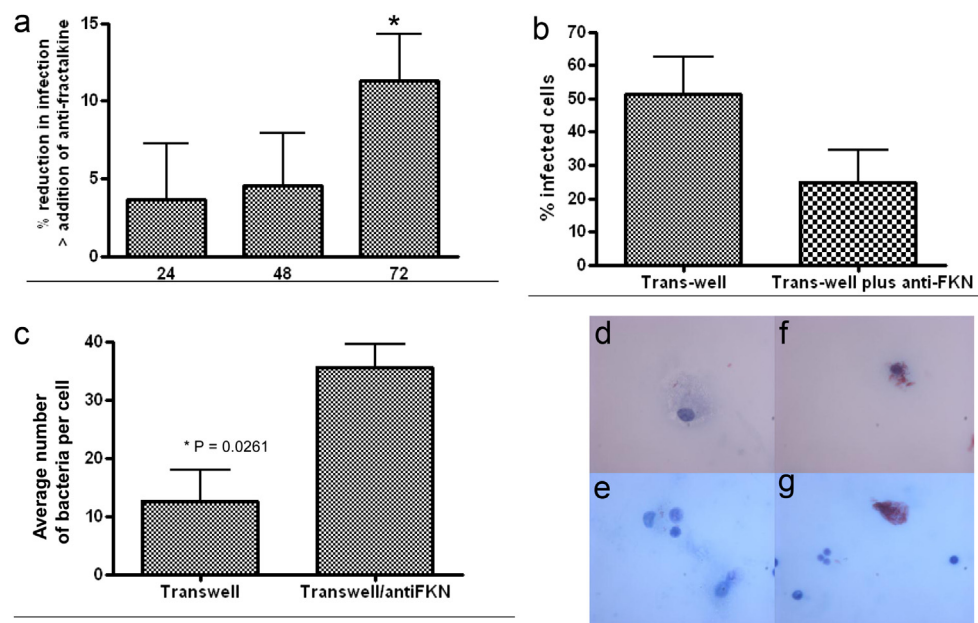 a
% reduction in infection
> addition of anti-fractalkine
15
10
5
0
*
24 48 72
b
% infected cells
70
60
50
40
30
20
10
0
Trans-well Trans-well plus anti-FKN
c
Average number
of bacteria per cell
40
30
20
10
0
* P = 0.0261
Transwell Transwell/antiFKN
d
f
e
g